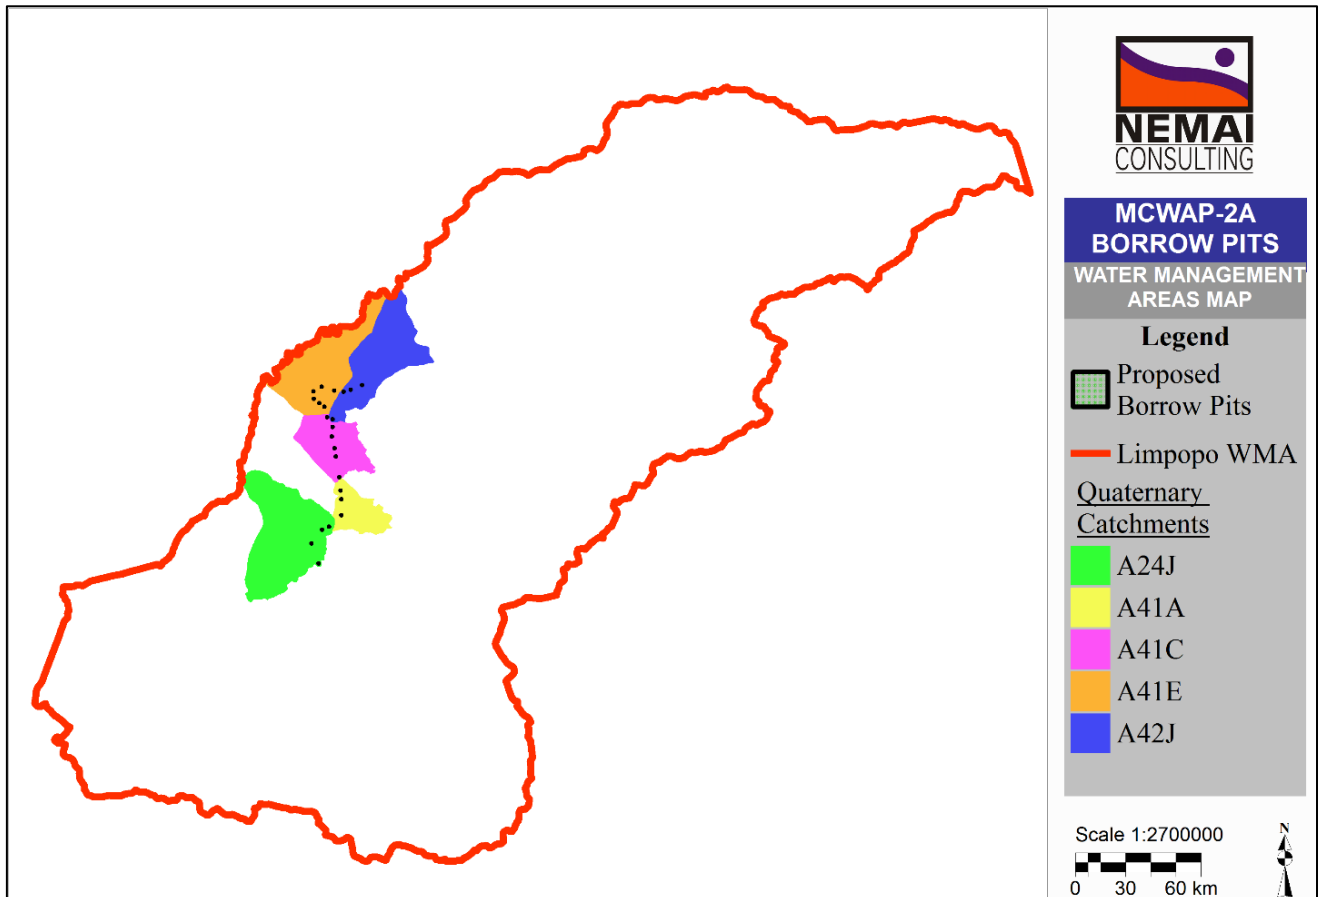 NEMAI
CONSULTING
MCWAP-2A
BORROW PITS
WATER MANAGEMENT
AREAS MAP
Legend
Proposed
Borrow Pits
Limpopo WMA
Quaternary
Catchments
A24J
A41A
A41C
A41E
A42J
Scale 1:2700000
N
0 30 60 km